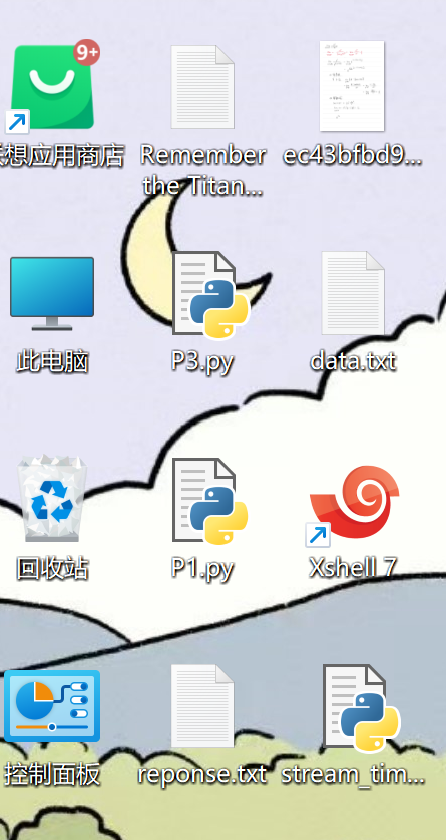 9+
想应用商店
Remember
the Titan...
ec43bfbd9...
此电脑
P3.py
data.txt
回收站
P1.py
Xshell 7
控制面板
reponse.txt
stream_tim...